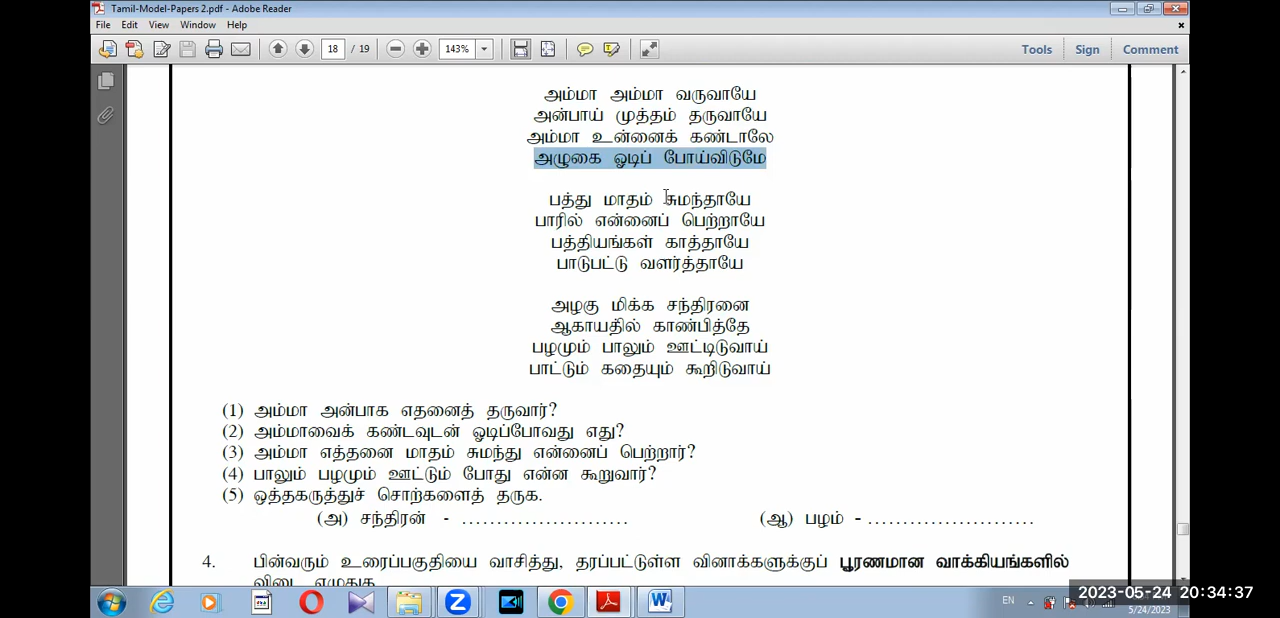 Tamil-Model-Papers 2.pdf - Adobe Reader
File Edit View Window Help
18 / 19 143% Tools Sign Comment
அம்மா அம்மா வருவாயே
அன்பாய் முத்தம் தருவாயே
அம்மா உன்னைக் கண்டாலே
அழுகை ஓடிப் போய்விடுமே
பத்து மாதம் சுமந்தாயே
பாரில் என்னைப் பெற்றாயே
பத்தியங்கள் காத்தாயே
பாடுபட்டு வளர்த்தாயே
அழகு மிக்க சந்திரனை
ஆகாயதில் காண்பித்தே
பழமும் பாலும் ஊட்டிடுவாய்
பாட்டும் கதையும் கூறிடுவாய்
(1) அம்மா அன்பாக எதனைத் தருவார்?
(2) அம்மாவைக் கண்டவுடன் ஓடிப்போவது எது?
(3) அம்மா எத்தனை மாதம் சுமந்து என்னைப் பெற்றார்?
(4) பாலும் பழமும் ஊட்டும் போது என்ன கூறுவார்?
(5) ஒத்தகருத்துச் சொற்களைத் தருக.
(அ) சந்திரன் - ........................ (ஆ) பழம் - ........................
4. பின்வரும் உரைப்பகுதியை வாசித்து, தரப்பட்டுள்ள வினாக்களுக்குப் பூரணமான வாக்கியங்களில்
விடை எழுதுக
EN 2023-05-24 20:34:37
5/24/2023